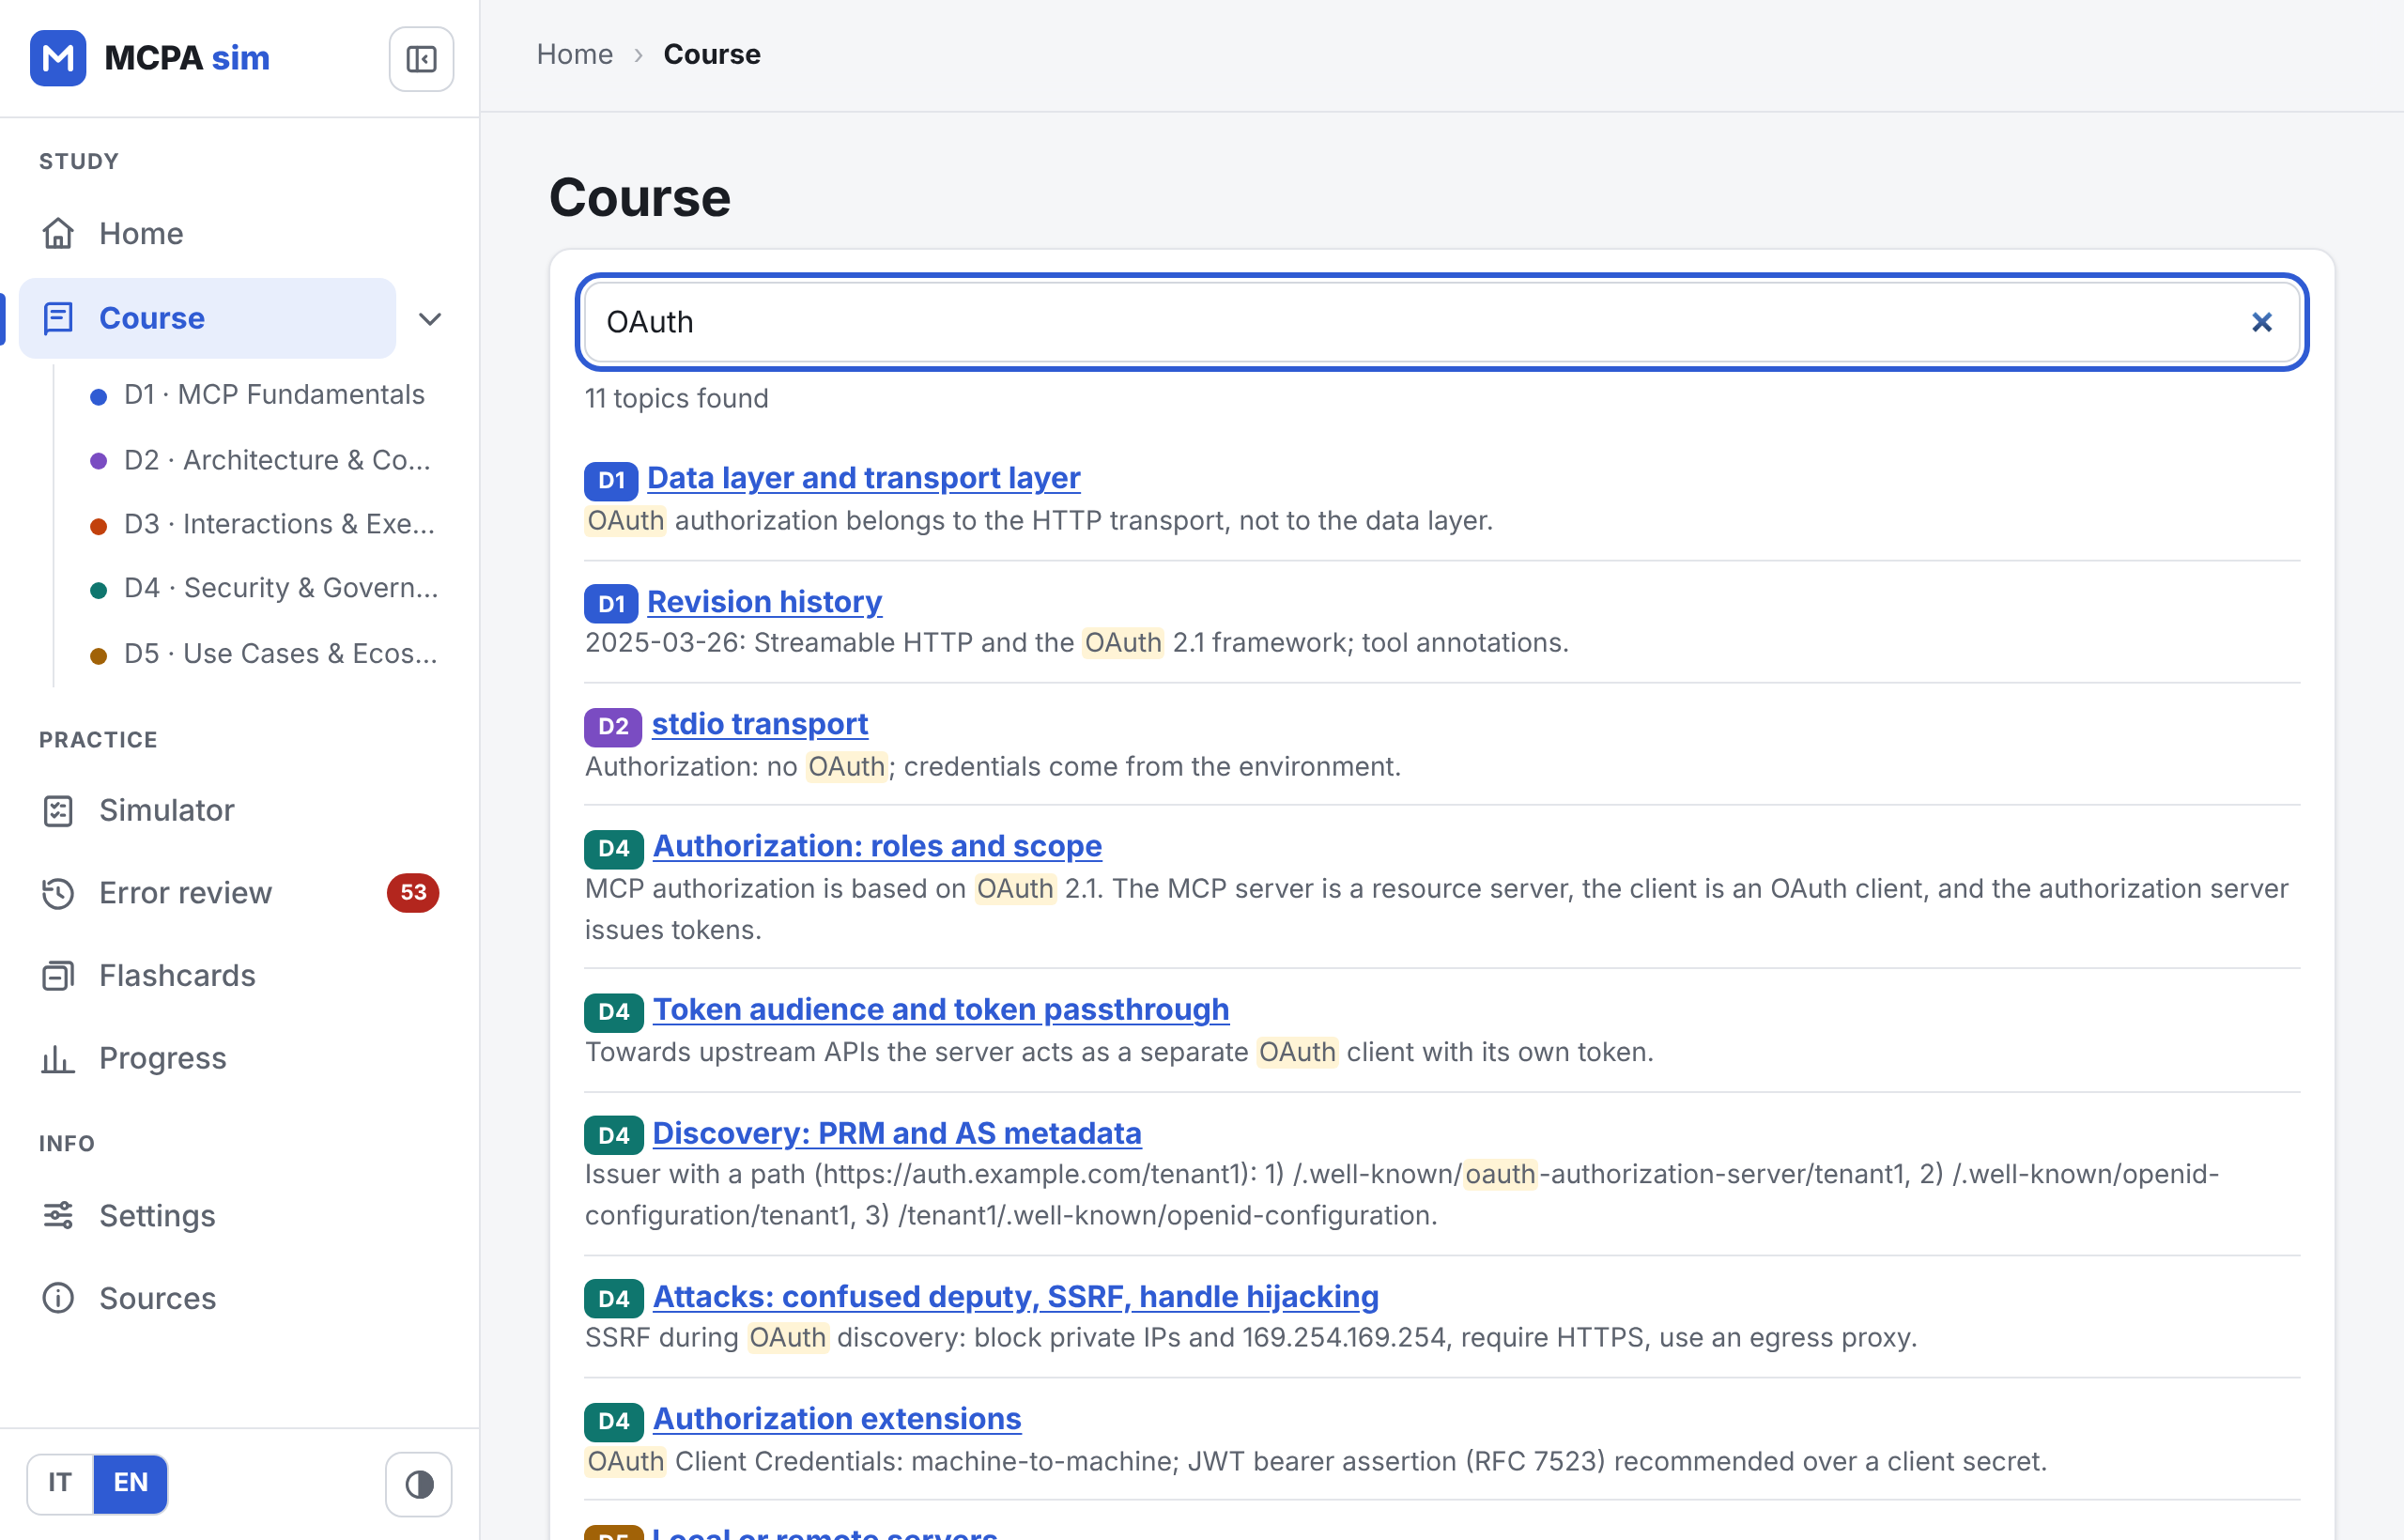 MCPA sim
STUDY
Home
Course
D1 · MCP Fundamentals
D2 · Architecture & Co...
D3 · Interactions & Exe...
D4 · Security & Govern...
D5 · Use Cases & Ecos...
PRACTICE
Simulator
Error review 53
Flashcards
Progress
INFO
Settings
Sources
IT EN
Home › Course
Course
OAuth
11 topics found
D1 Data layer and transport layer
OAuth authorization belongs to the HTTP transport, not to the data layer.
D1 Revision history
2025-03-26: Streamable HTTP and the OAuth 2.1 framework; tool annotations.
D2 stdio transport
Authorization: no OAuth; credentials come from the environment.
D4 Authorization: roles and scope
MCP authorization is based on OAuth 2.1. The MCP server is a resource server, the client is an OAuth client, and the authorization server
issues tokens.
D4 Token audience and token passthrough
Towards upstream APIs the server acts as a separate OAuth client with its own token.
D4 Discovery: PRM and AS metadata
Issuer with a path (https://auth.example.com/tenant1): 1) /.well-known/oauth-authorization-server/tenant1, 2) /.well-known/openid-
configuration/tenant1, 3) /tenant1/.well-known/openid-configuration.
D4 Attacks: confused deputy, SSRF, handle hijacking
SSRF during OAuth discovery: block private IPs and 169.254.169.254, require HTTPS, use an egress proxy.
D4 Authorization extensions
OAuth Client Credentials: machine-to-machine; JWT bearer assertion (RFC 7523) recommended over a client secret.
D5 Local or remote servers